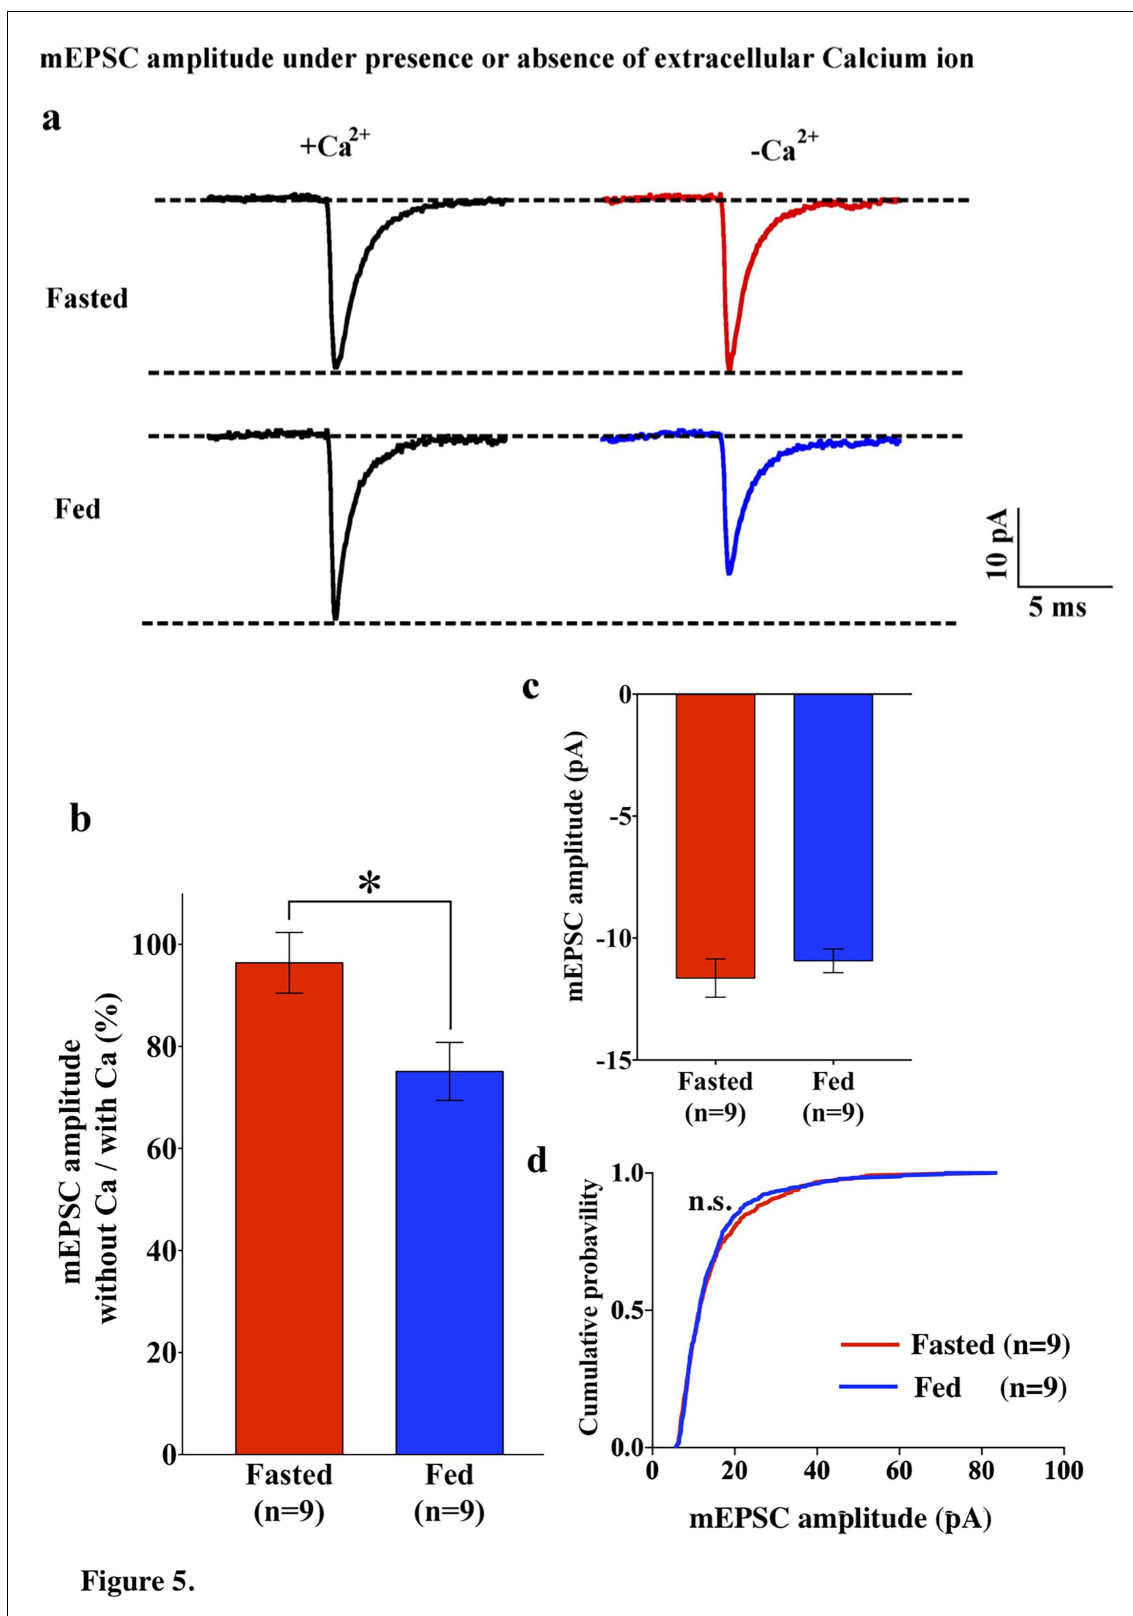 mEPSC amplitude under presence or absence of extracellular Calcium ion
a
+Ca2+
-Ca2+
Fasted
Fed
10 pA
5 ms
c
0
-5
-10
-15
mEPSC amplitude (pA)
Fasted
(n=9)
Fed
(n=9)
b
*
100
80
60
40
20
0
mEPSC amplitude
without Ca / with Ca (%)
Fasted
(n=9)
Fed
(n=9)
d
1.0
0.5
0.0
Cumulative probavility
n.s.
Fasted (n=9)
Fed (n=9)
0 20 40 60 80 100
mEPSC amplitude (pA)
Figure 5.